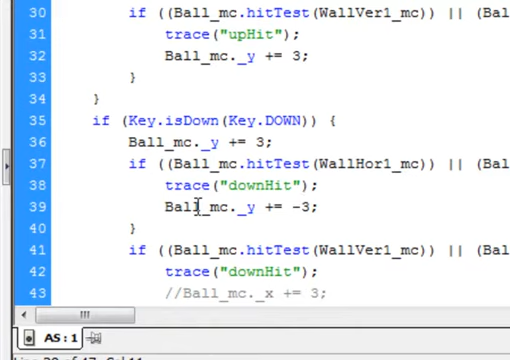 30 if ((Ball_mc.hitTest(WallVer1_mc)) || (Bal
31 trace("upHit");
32 Ball_mc._y += 3;
33 }
34 }
35 if (Key.isDown(Key.DOWN)) {
36 Ball_mc._y += 3;
37 if ((Ball_mc.hitTest(WallHor1_mc)) || (Bal
38 trace("downHit");
39 Ball_mc._y += -3;
40 }
41 if ((Ball_mc.hitTest(WallVer1_mc)) || (Bal
42 trace("downHit");
43 //Ball_mc._x += 3;
AS : 1